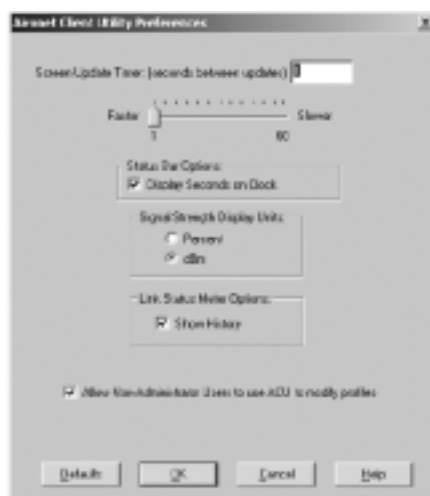 Aironet Client Utility Preferences
Screen Update Timer: (seconds between updates) 1
Faster Slower
1 60
Status Bar Options:
Display Seconds on Clock
Signal Strength Display Units:
Percent
dBm
Link Status Meter Options:
Show History
Allow Non-Administrator Users to use ACU to modify profiles
Defaults OK Cancel Help